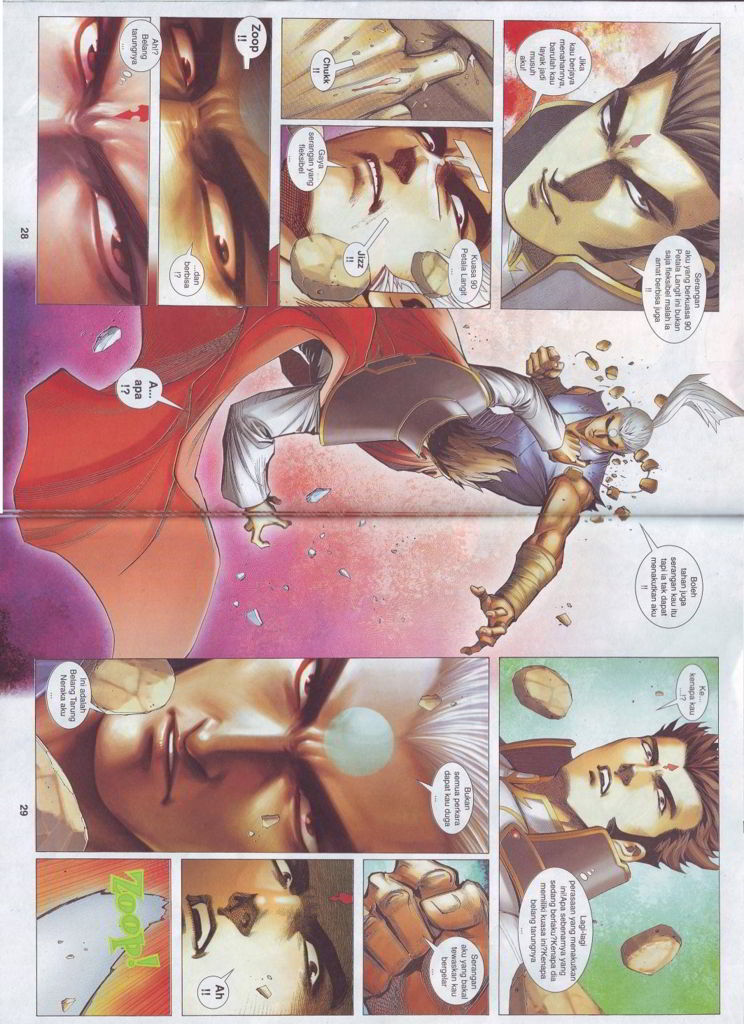 Jika
kau berjaya
menahannya,
barulah kau
layak jadi
musuh
aku!
Serangan
aku yang berkuasa 90
Petala Langit ini bukan
saja fleksibel malah ia
amat berbisa juga
!!
Chukk
!!
Gaya
serangan yang
fleksibel
Jizz
!!
Kuasa 90
Petala Langit
...
Zoop
!!
...dan
berbisa
!?
Ah!?
Belang
tarungnya
...
A...
apa
!?
28
Boleh
tahan juga
serangan kau itu
tapi ia tak dapat
menakutkan aku
!!
Ke...
kenapa kau
...!?
Lagi-lagi
perasaan yang menakutkan
ini!Apa sebenarnya yang
sedang berlaku?Kenapa dia
memiliki kuasa ini?Kenapa
belang tarungnya
...
Bukan
semua perkara
dapat kau duga
...
Ini adalah
Belang Tarung
Neraka aku
...
Serangan
aku yang bakal
tewaskan kau
bergelar
...
Ah
!!
Zoop!
29